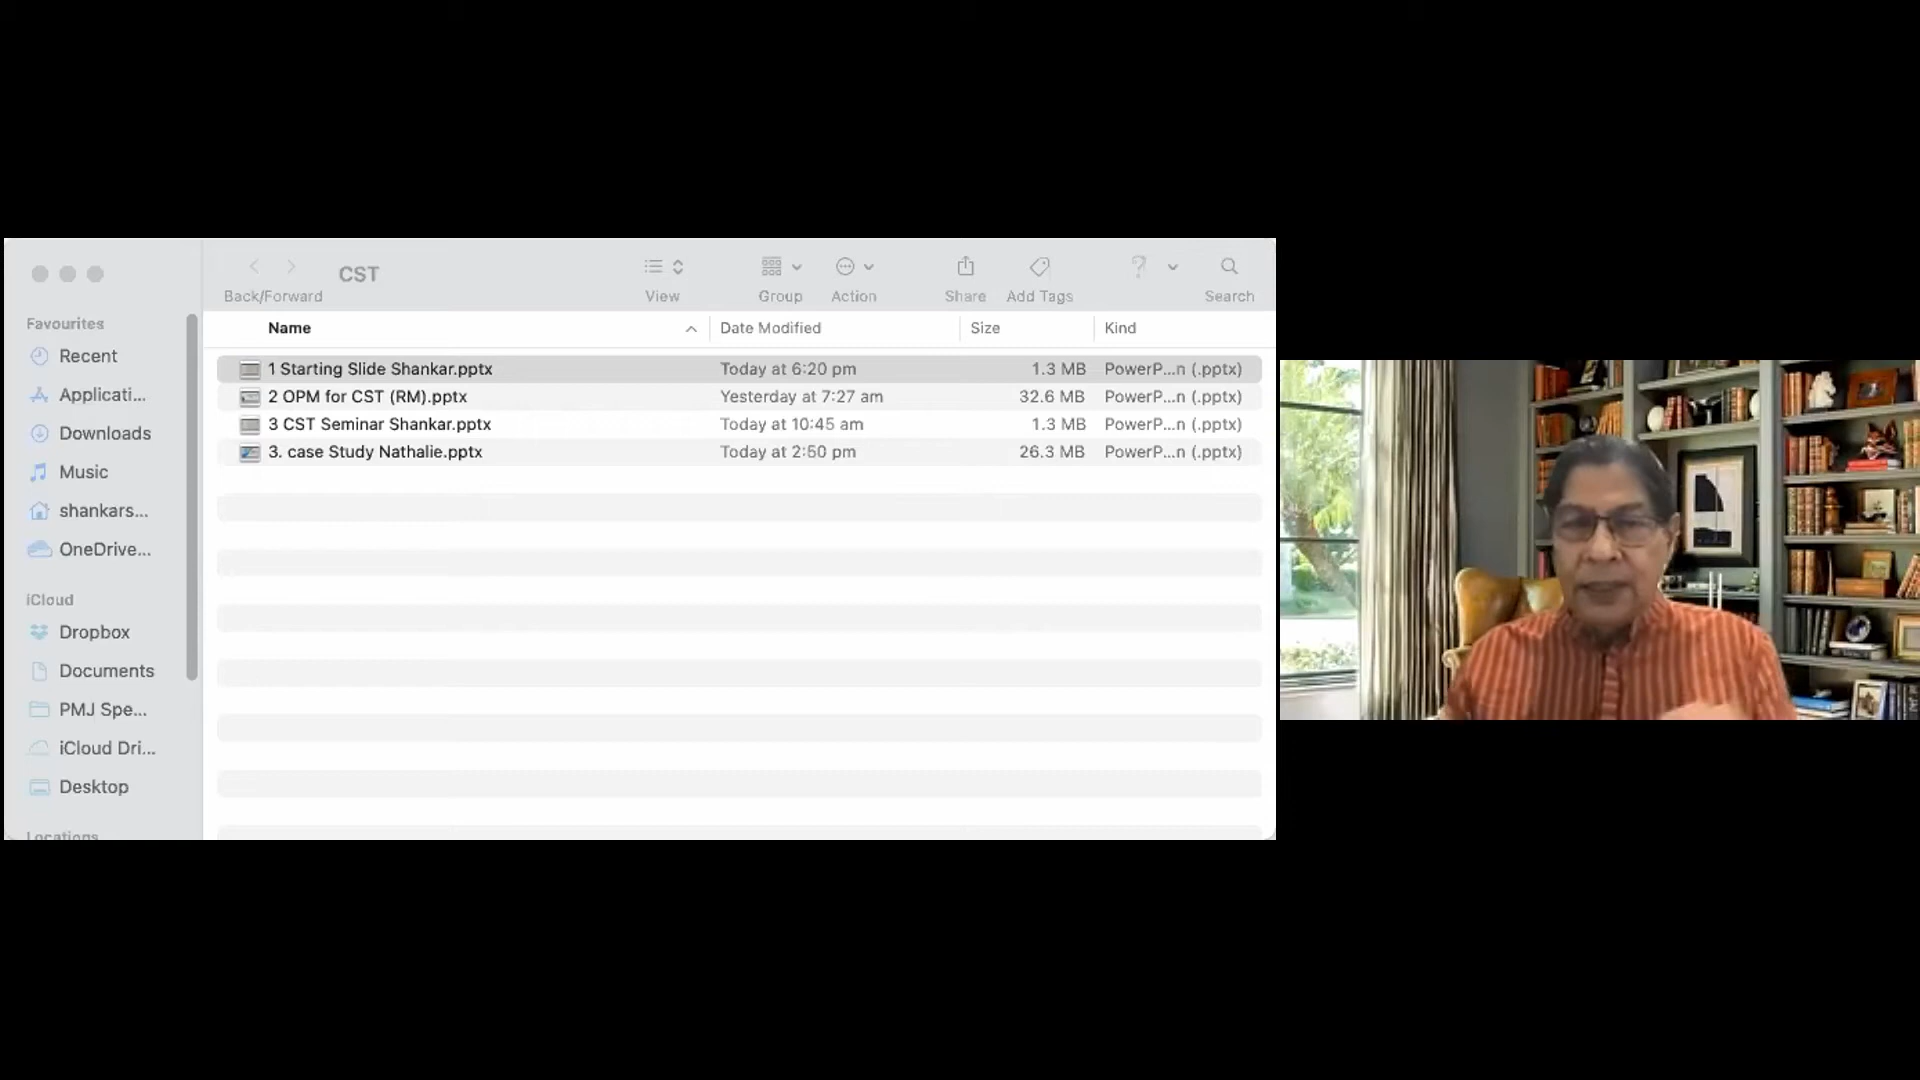 CST
Back/Forward
View
Group
Action
Share
Add Tags
Search
Favourites
Recent
Applicati...
Downloads
Music
shankars...
OneDrive...
iCloud
Dropbox
Documents
PMJ Spe...
iCloud Dri...
Desktop
Locations
Name Date Modified Size Kind
1 Starting Slide Shankar.pptx Today at 6:20 pm 1.3 MB PowerP...n (.pptx)
2 OPM for CST (RM).pptx Yesterday at 7:27 am 32.6 MB PowerP...n (.pptx)
3 CST Seminar Shankar.pptx Today at 10:45 am 1.3 MB PowerP...n (.pptx)
3. case Study Nathalie.pptx Today at 2:50 pm 26.3 MB PowerP...n (.pptx)